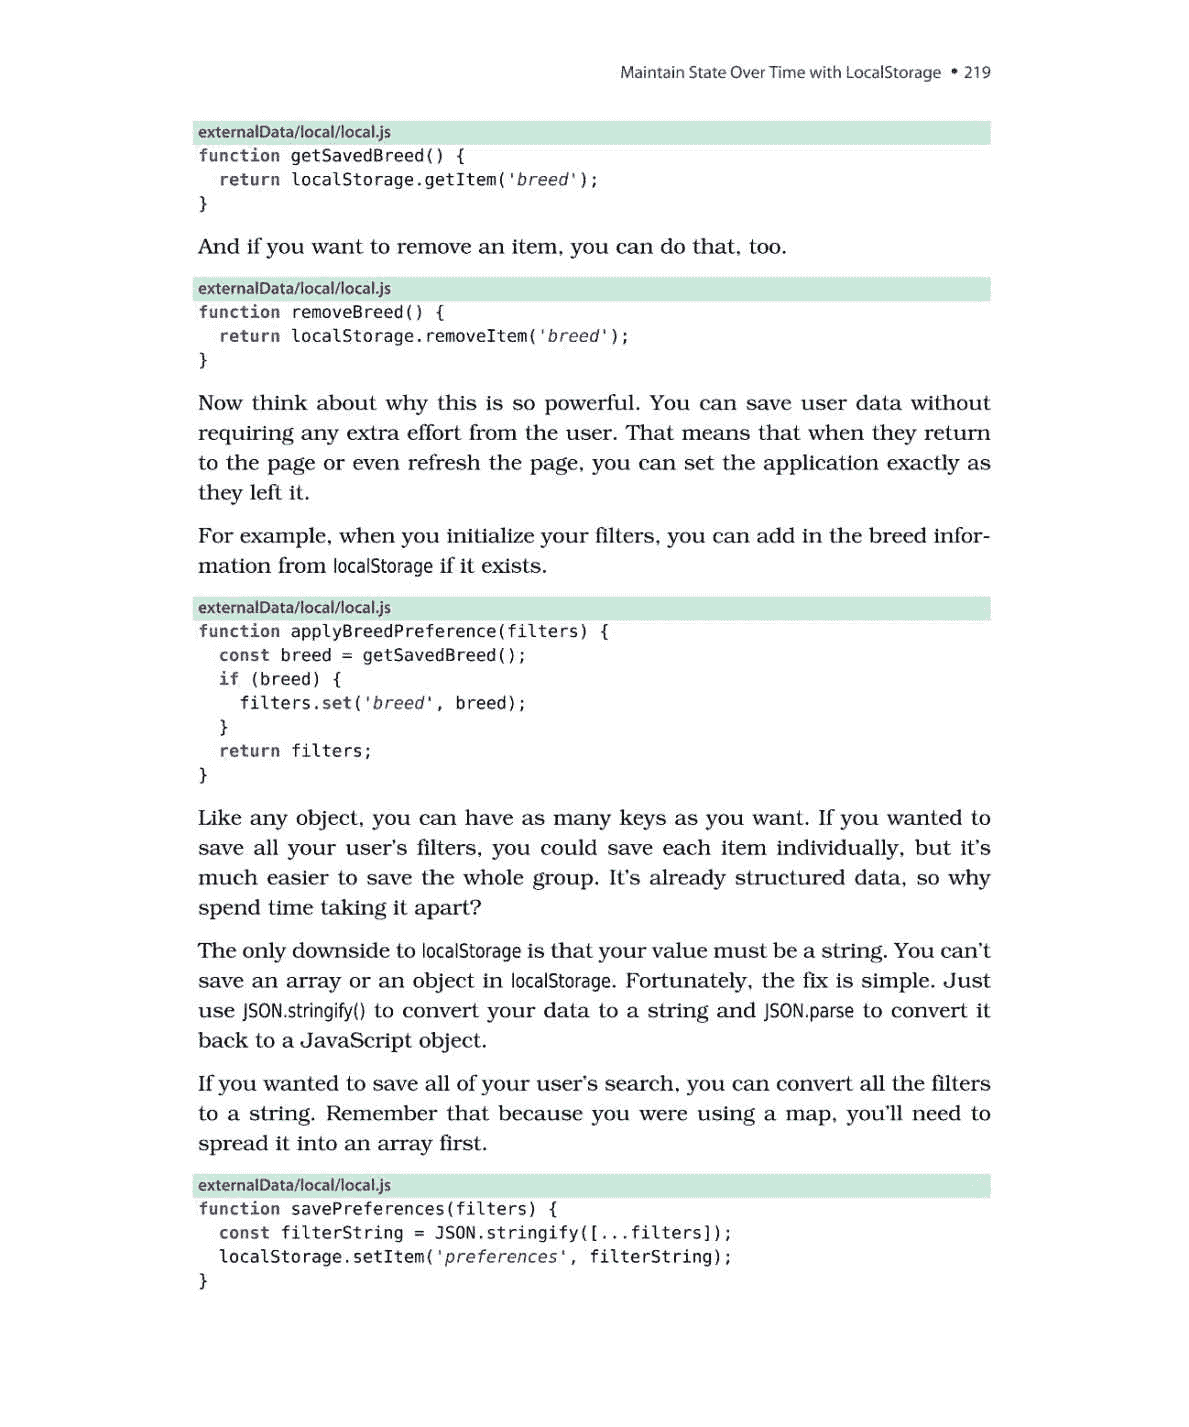 Maintain State Over Time with LocalStorage • 219
externalData/local/local.js
function getSavedBreed() {
  return localStorage.getItem('breed');
}
And if you want to remove an item, you can do that, too.
externalData/local/local.js
function removeBreed() {
  return localStorage.removeItem('breed');
}
Now think about why this is so powerful. You can save user data without
requiring any extra effort from the user. That means that when they return
to the page or even refresh the page, you can set the application exactly as
they left it.
For example, when you initialize your filters, you can add in the breed infor-
mation from localStorage if it exists.
externalData/local/local.js
function applyBreedPreference(filters) {
  const breed = getSavedBreed();
  if (breed) {
    filters.set('breed', breed);
  }
  return filters;
}
Like any object, you can have as many keys as you want. If you wanted to
save all your user's filters, you could save each item individually, but it's
much easier to save the whole group. It's already structured data, so why
spend time taking it apart?
The only downside to localStorage is that your value must be a string. You can't
save an array or an object in localStorage. Fortunately, the fix is simple. Just
use JSON.stringify() to convert your data to a string and JSON.parse to convert it
back to a JavaScript object.
If you wanted to save all of your user's search, you can convert all the filters
to a string. Remember that because you were using a map, you'll need to
spread it into an array first.
externalData/local/local.js
function savePreferences(filters) {
  const filterString = JSON.stringify([...filters]);
  localStorage.setItem('preferences', filterString);
}